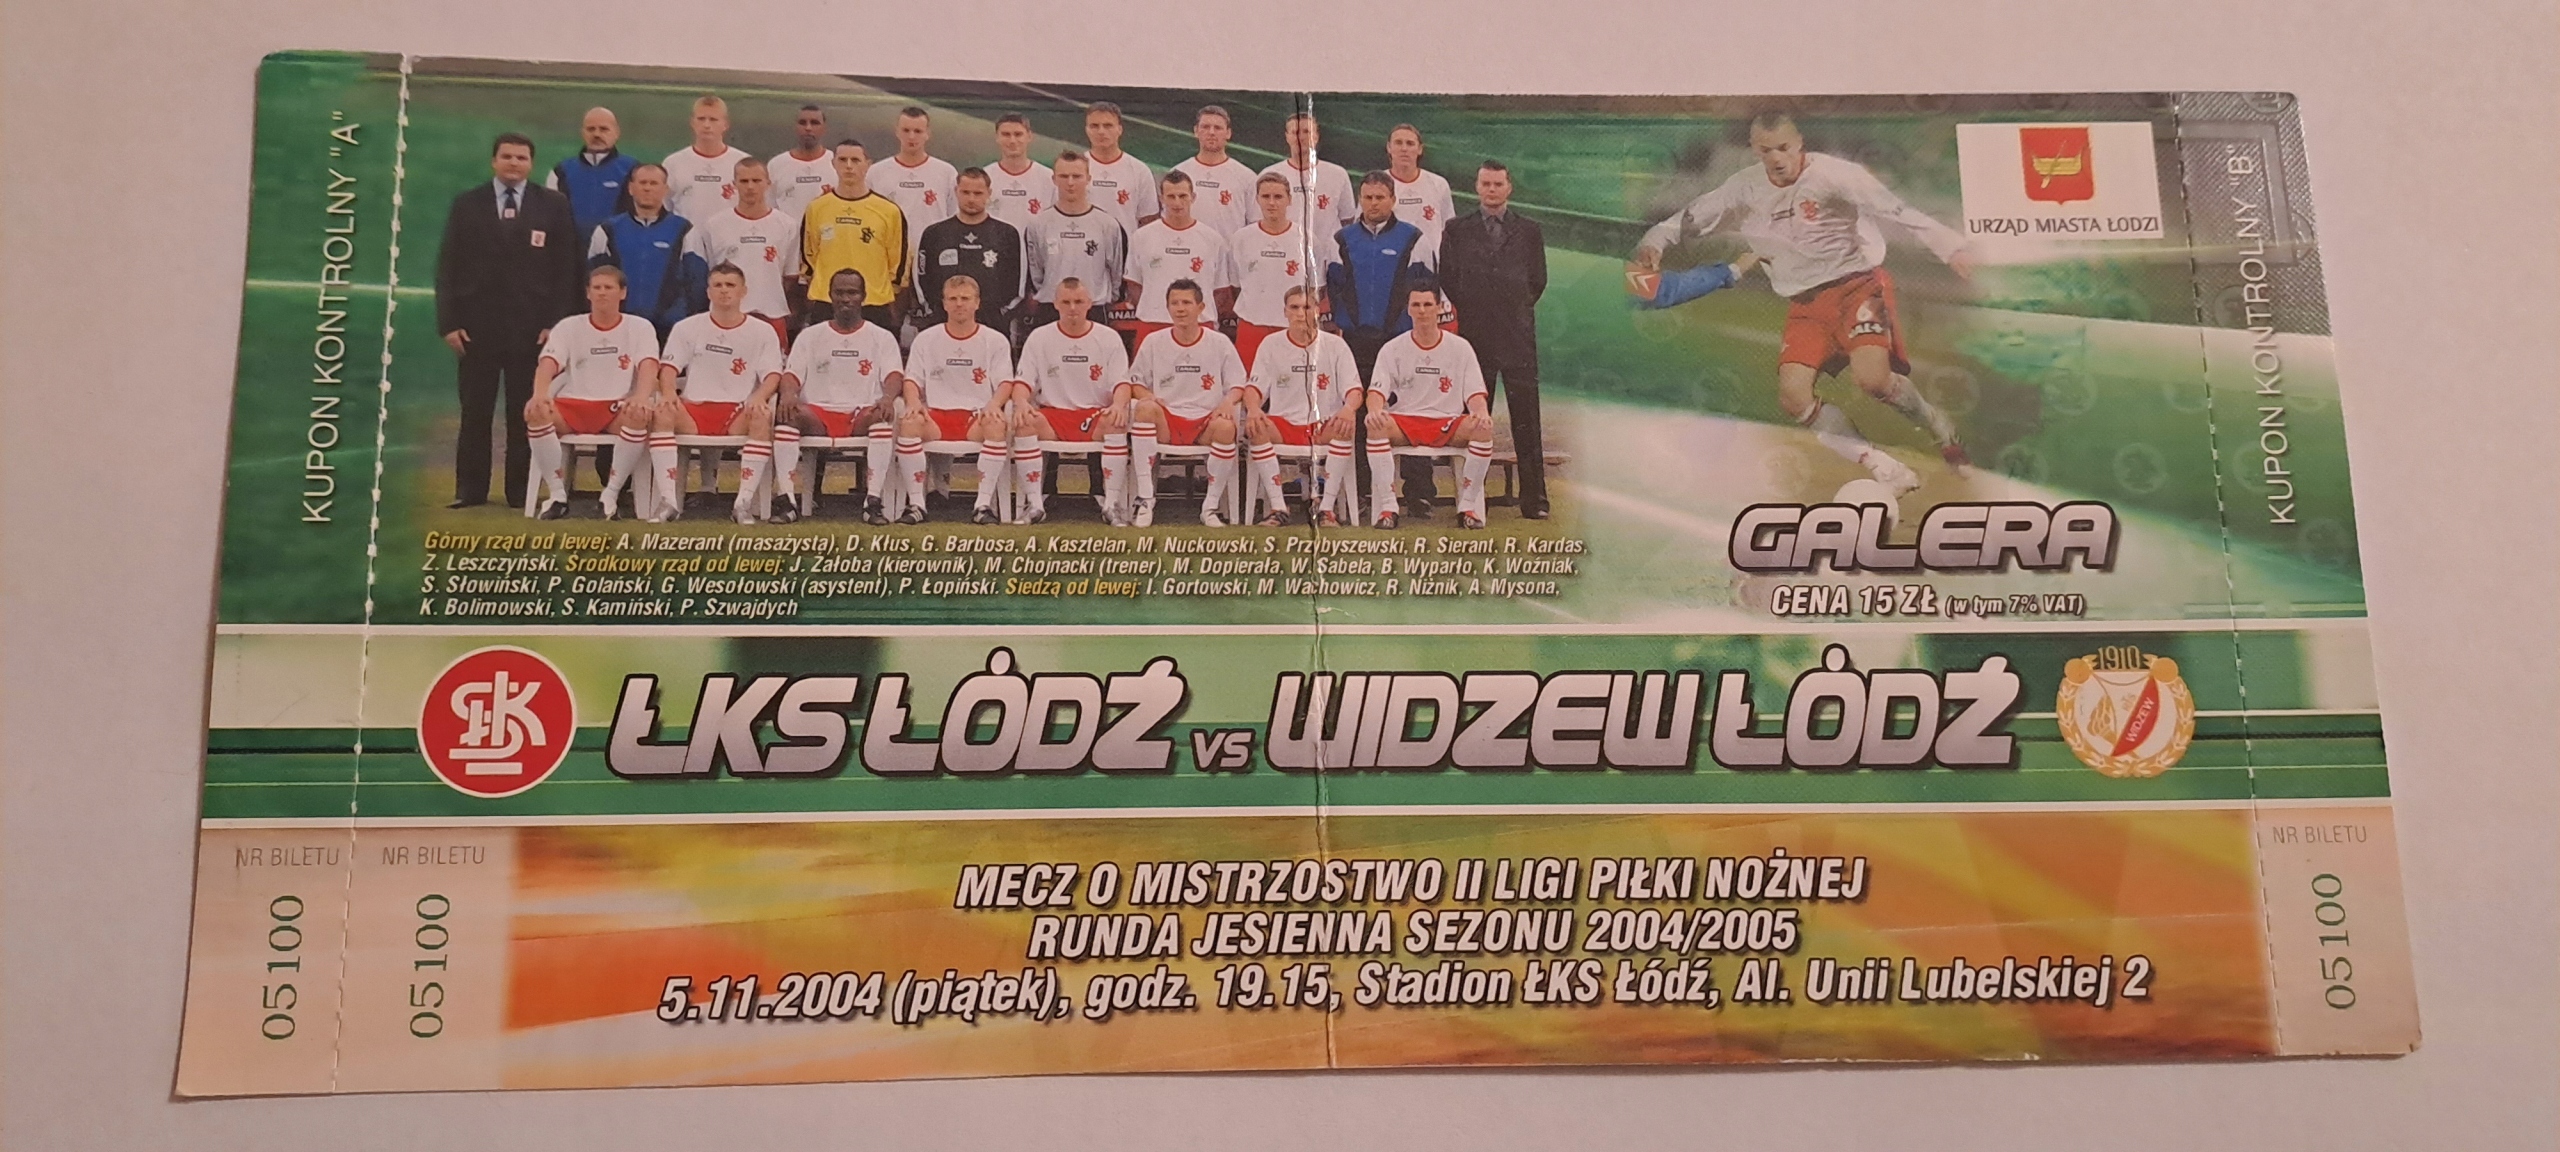 KUPON KONTROLNY "A"
URZĄD MIASTA ŁODZI
KUPON KONTROLNY "B"
Górny rząd od lewej: A. Mazerant (masażysta), D. Kłus, G. Barbosa, A. Kasztelan, M. Nuckowski, S. Przybyszewski, R. Sierant, R. Kardas,
Z. Leszczyński. Środkowy rząd od lewej: J. Żałoba (kierownik), M. Chojnacki (trener), M. Dopierała, W. Sabela, B. Wyparło, K. Woźniak,
S. Słowiński, P. Golański, G. Wesołowski (asystent), P. Łopiński. Siedzą od lewej: I. Gortowski, M. Wachowicz, R. Niżnik, A. Mysona,
K. Bolimowski, S. Kamiński, P. Szwajdych
GALERA
CENA 15 ZŁ (w tym 7% VAT)
ŁKS
ŁKS ŁÓDŹ vs WIDZEW ŁÓDŹ
1910
WIDZEW
NR BILETU
05100
NR BILETU
05100
MECZ O MISTRZOSTWO II LIGI PIŁKI NOŻNEJ
RUNDA JESIENNA SEZONU 2004/2005
5.11.2004 (piątek), godz. 19.15, Stadion ŁKS Łódź, Al. Unii Lubelskiej 2
NR BILETU
05100